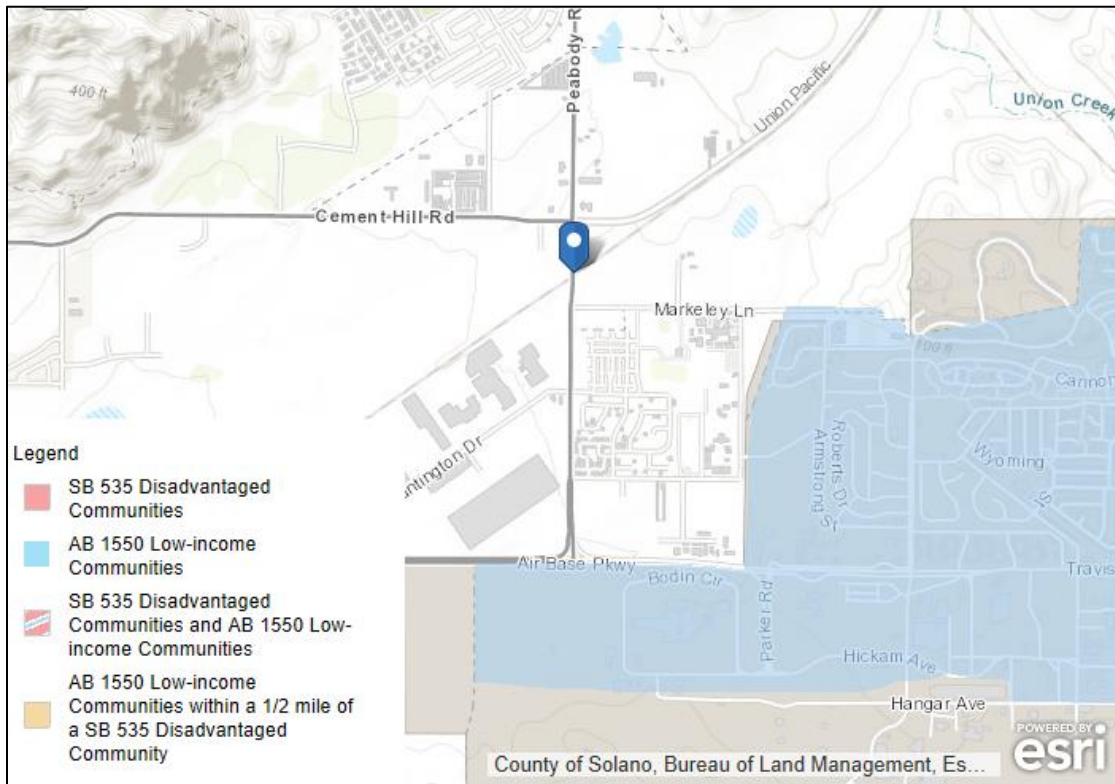 Peabody R
400 ft
Union Pacific
Union Creek
Cement Hill Rd
Markeley Ln
100 ft
Cannon
Roberts Dr
Armstrong St
Wyoming
St
untington Dr
Air Base Pkwy
Bodin Cir
Travis
Parker Rd
Hickam Ave
Hangar Ave
Legend
SB 535 Disadvantaged
Communities
AB 1550 Low-income
Communities
SB 535 Disadvantaged
Communities and AB 1550 Low-
income Communities
AB 1550 Low-income
Communities within a 1/2 mile of
a SB 535 Disadvantaged
Community
County of Solano, Bureau of Land Management, Es...
POWERED BY
esri